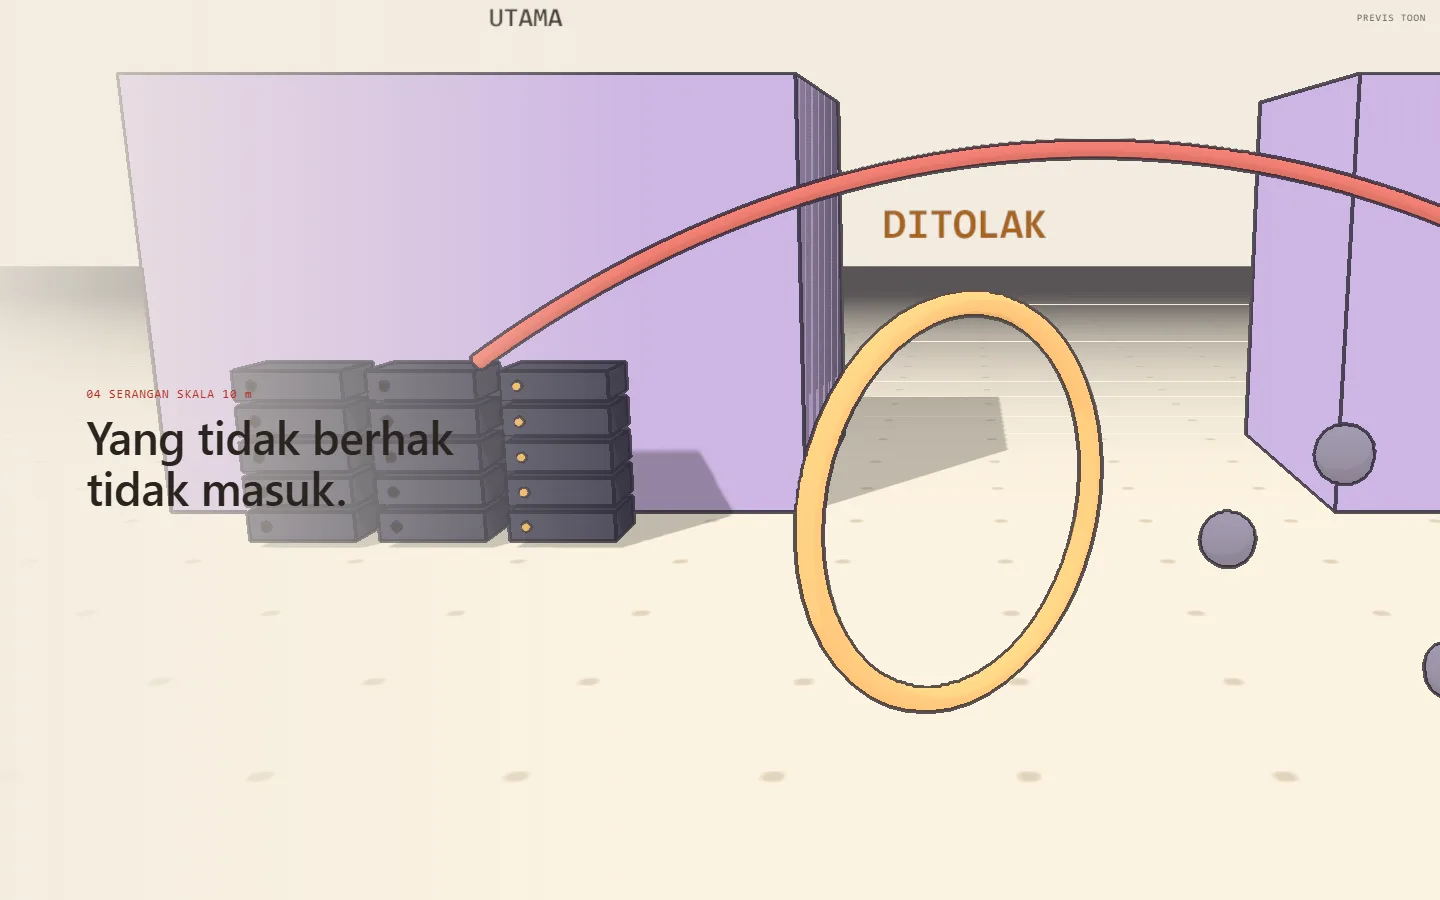 UTAMA
PREVIS TOON
DITOLAK
04 SERANGAN SKALA 10 m
Yang tidak berhak
tidak masuk.